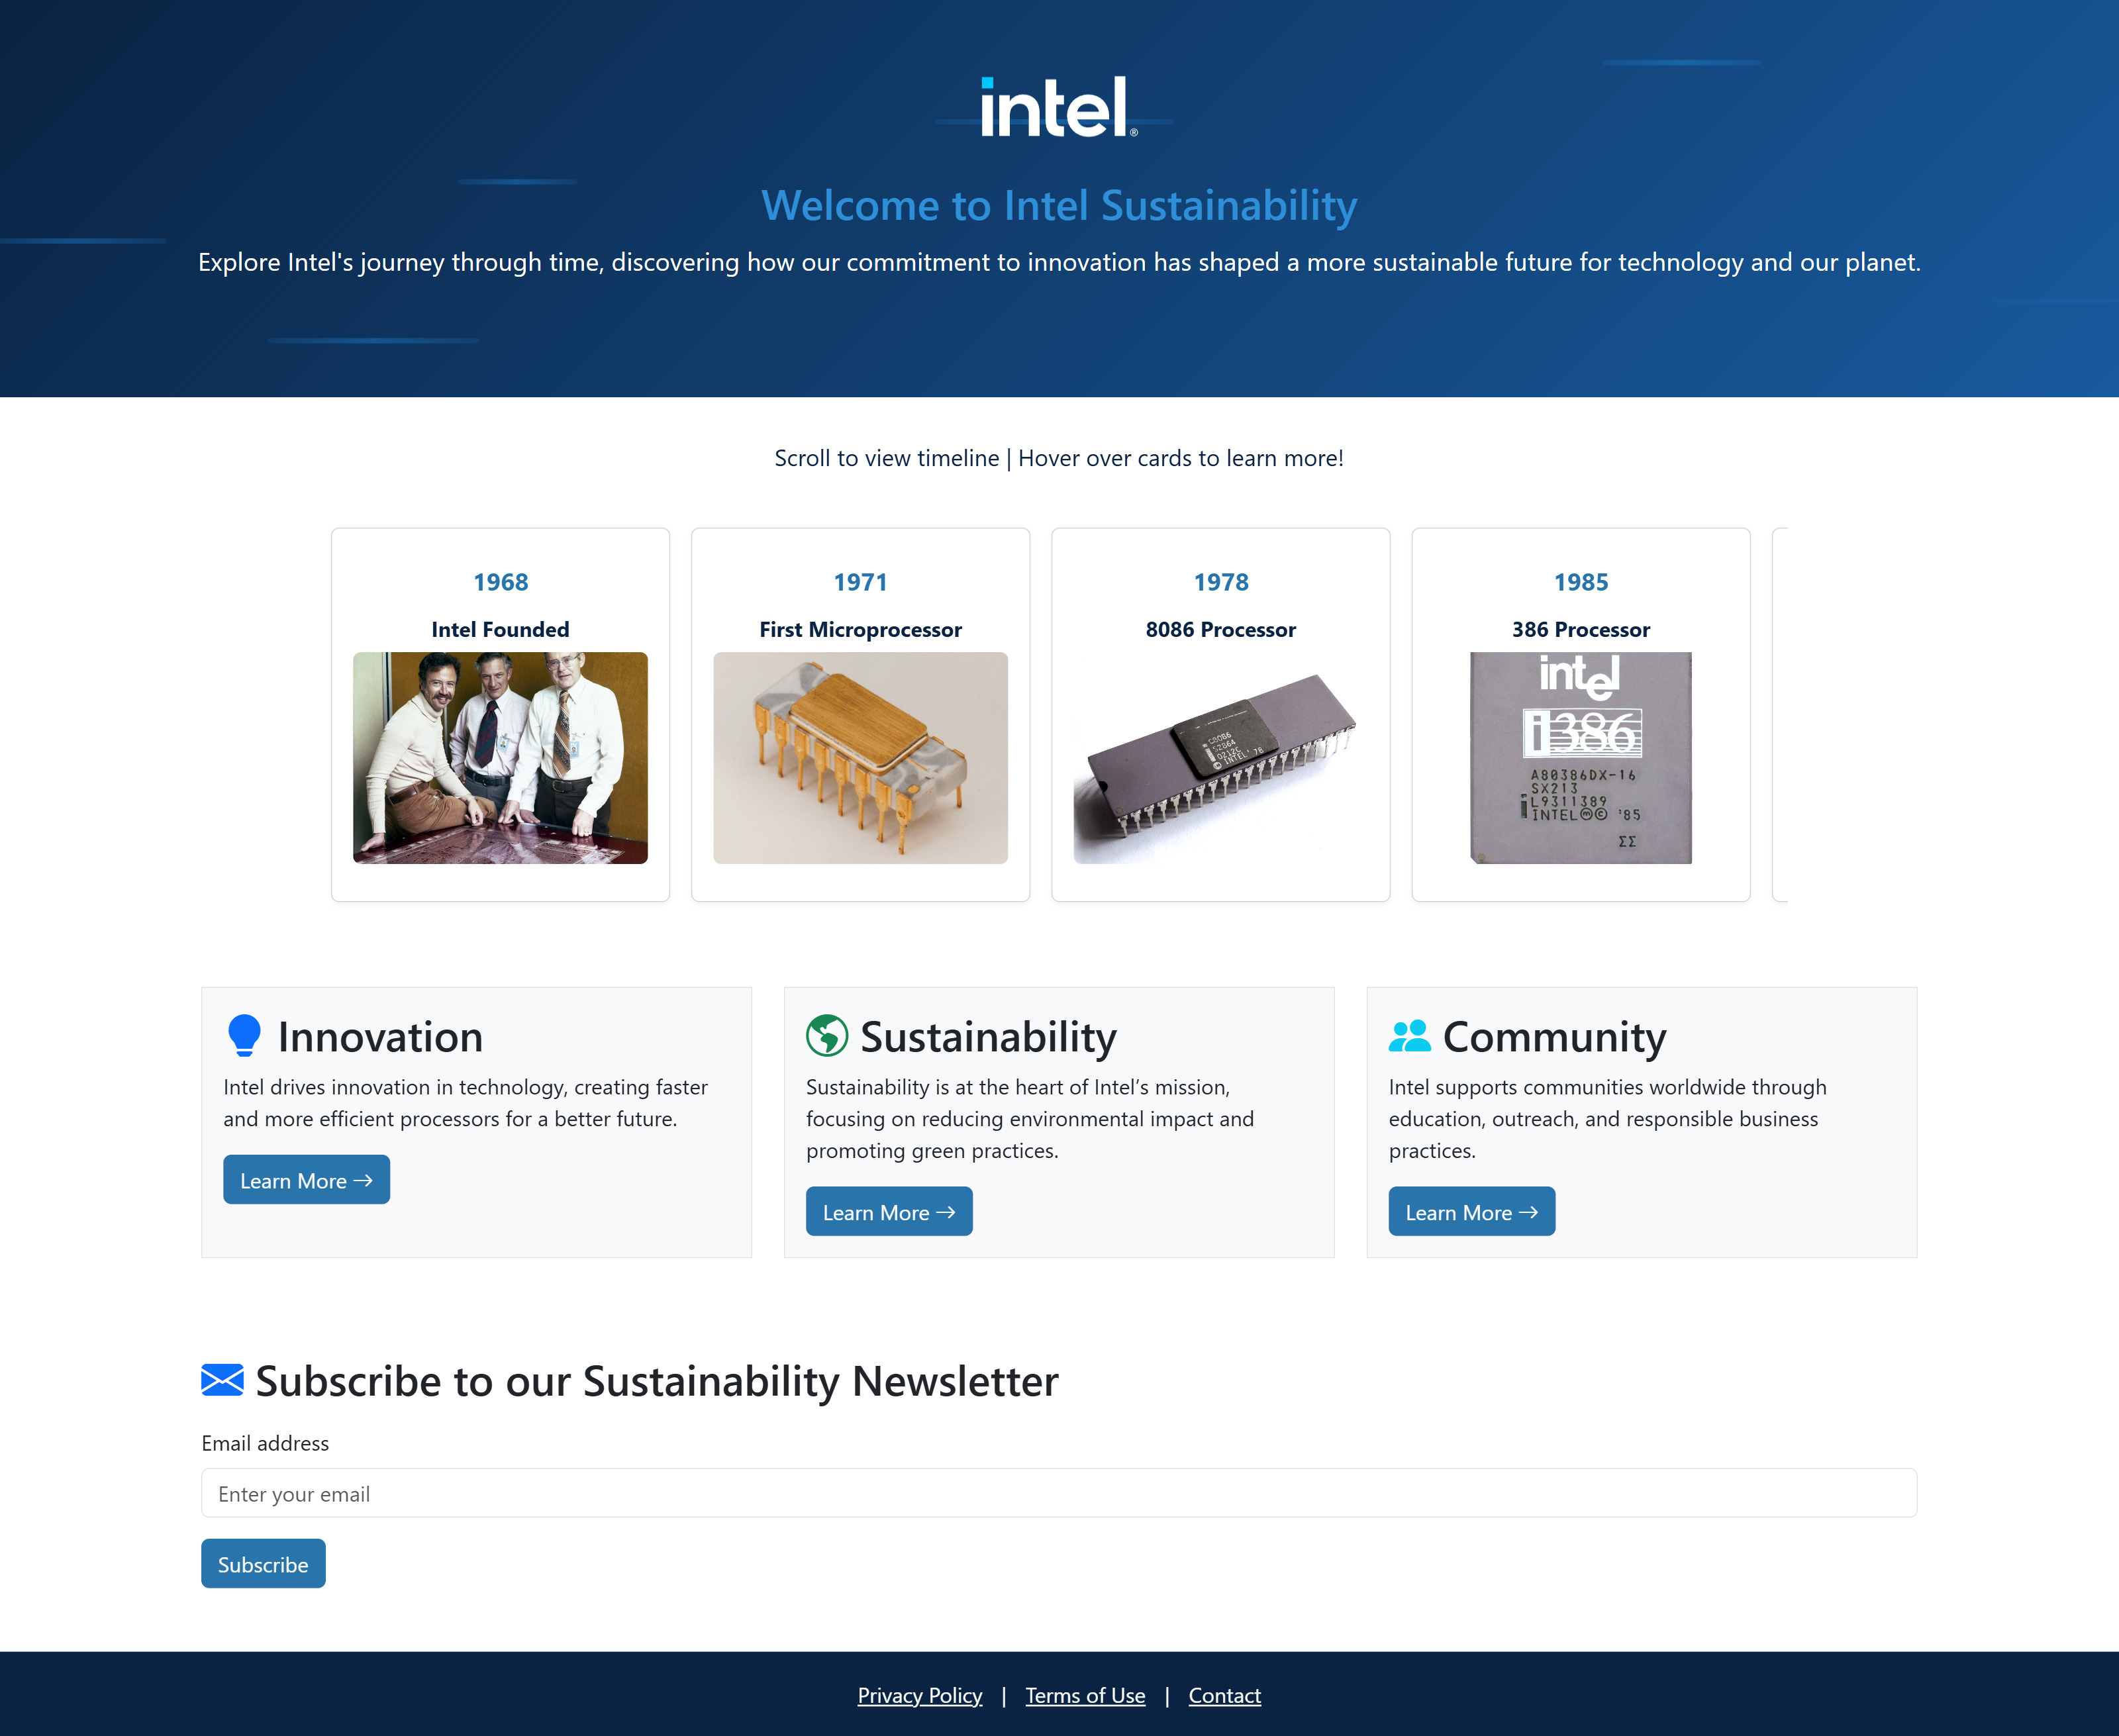 intel®
Welcome to Intel Sustainability
Explore Intel's journey through time, discovering how our commitment to innovation has shaped a more sustainable future for technology and our planet.
Scroll to view timeline | Hover over cards to learn more!
1968
Intel Founded
1971
First Microprocessor
1978
8086 Processor
C8086
S2864
0212C
© INTEL '78
1985
386 Processor
intel
i386
A80386DX-16
SX213
L9311389
INTEL Ⓜ © '85
ΣΣ
Innovation
Intel drives innovation in technology, creating faster
and more efficient processors for a better future.
Learn More →
Sustainability
Sustainability is at the heart of Intel’s mission,
focusing on reducing environmental impact and
promoting green practices.
Learn More →
Community
Intel supports communities worldwide through
education, outreach, and responsible business
practices.
Learn More →
Subscribe to our Sustainability Newsletter
Email address
Enter your email
Subscribe
Privacy Policy | Terms of Use | Contact